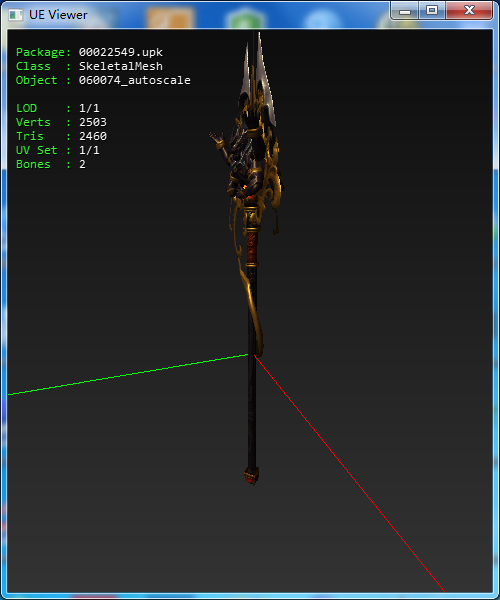 UE Viewer
Package: 00022549.upk
Class : SkeletalMesh
Object : 060074_autoscale
LOD : 1/1
Verts : 2503
Tris : 2460
UV Set : 1/1
Bones : 2